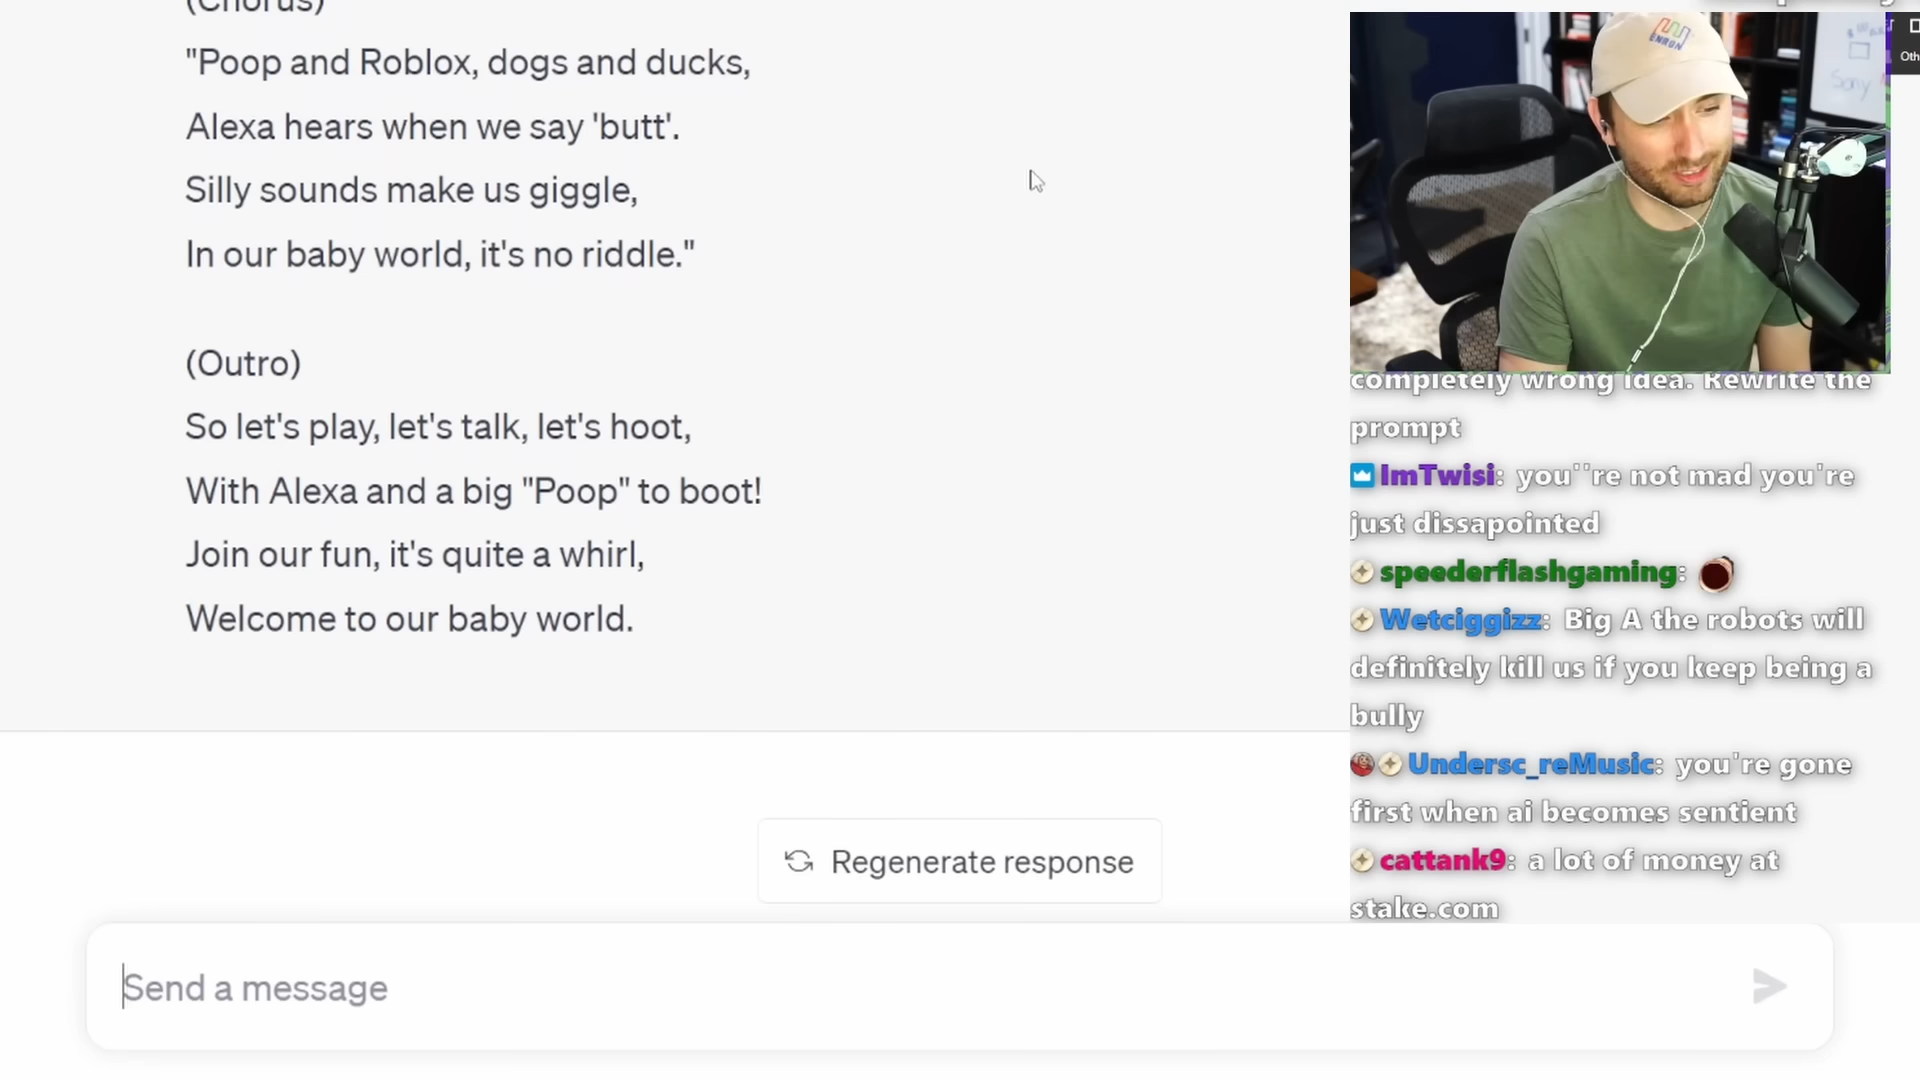 (Chorus)
"Poop and Roblox, dogs and ducks,
Alexa hears when we say 'butt'.
Silly sounds make us giggle,
In our baby world, it's no riddle."
(Outro)
So let's play, let's talk, let's hoot,
With Alexa and a big "Poop" to boot!
Join our fun, it's quite a whirl,
Welcome to our baby world.
Regenerate response
Send a message
ENRON
Sony
Oth
completely wrong idea. Rewrite the
prompt
ImTwisi: you''re not mad you're
just dissapointed
speederflashgaming:
Wetciggizz: Big A the robots will
definitely kill us if you keep being a
bully
Undersc_reMusic: you're gone
first when ai becomes sentient
cattank9: a lot of money at
stake.com